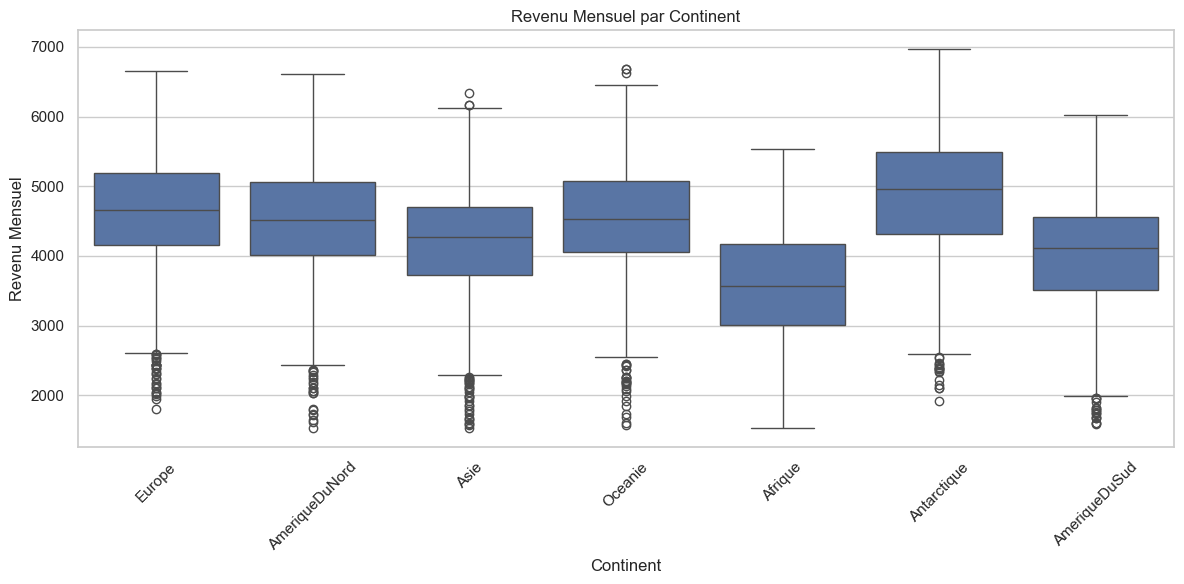 Revenu Mensuel par Continent
Revenu Mensuel
7000
6000
5000
4000
3000
2000
Europe
AmeriqueDuNord
Asie
Oceanie
Afrique
Antarctique
AmeriqueDuSud
Continent